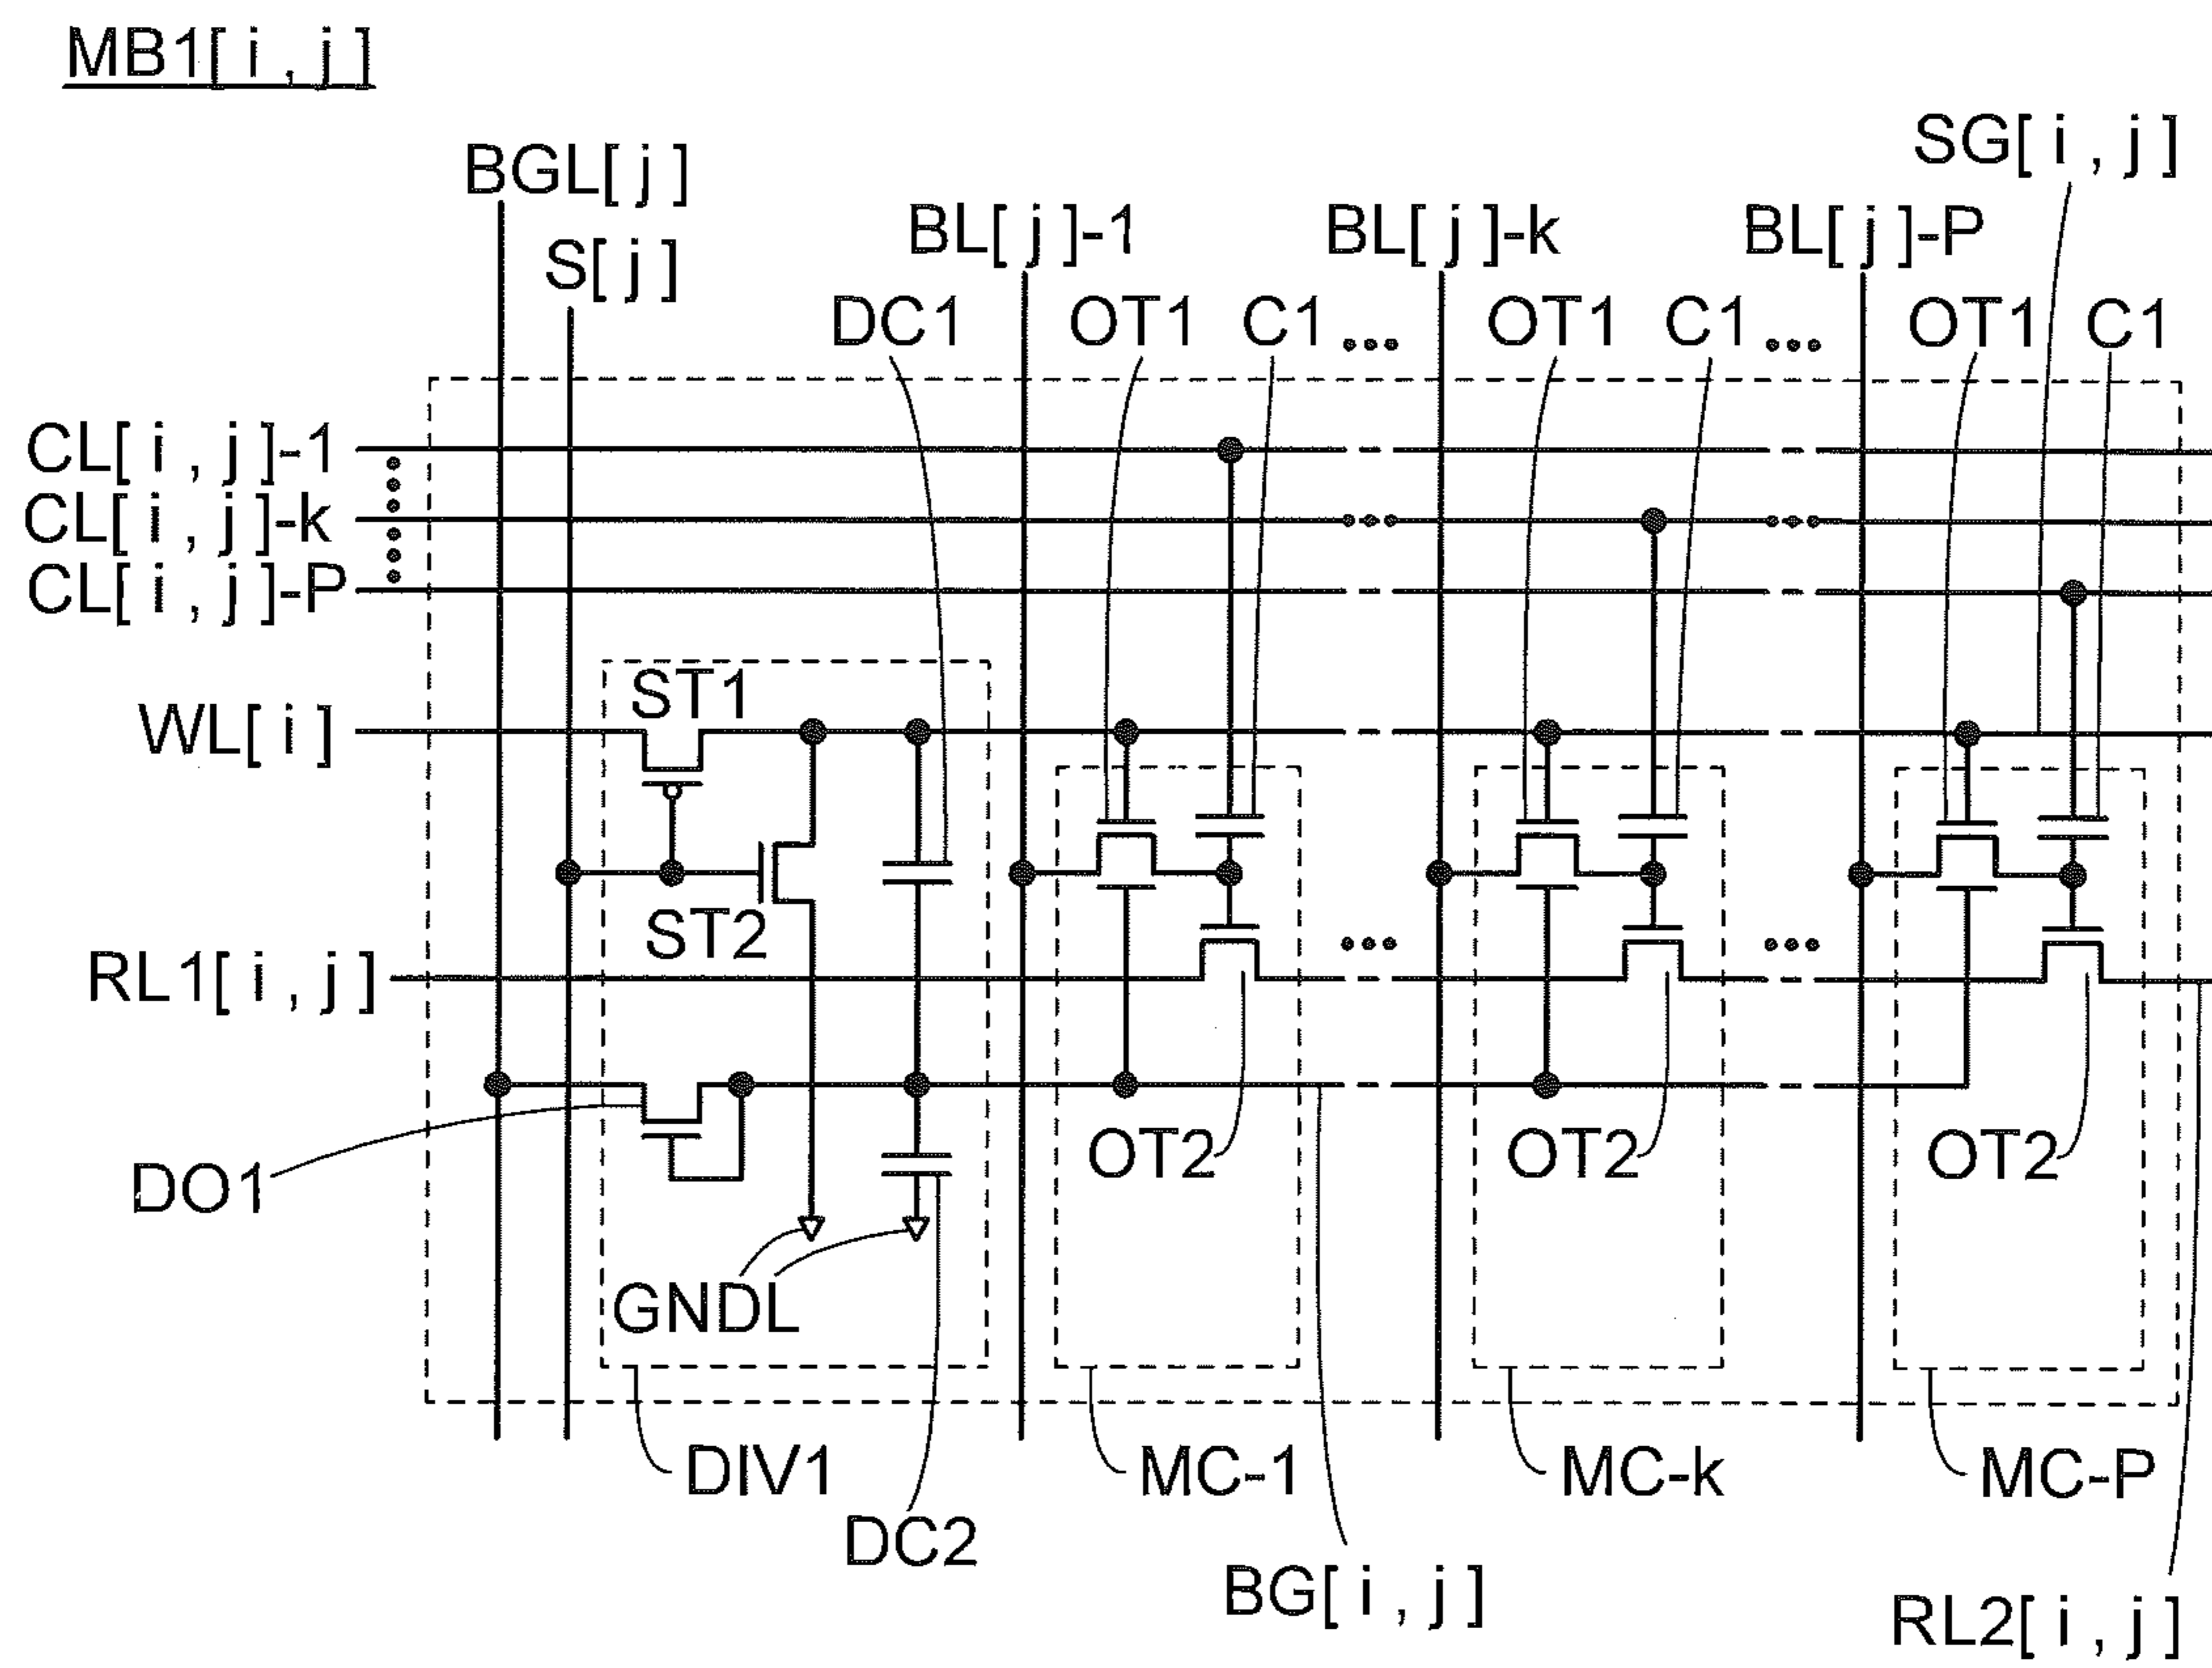 MB1[ i , j ]
SG[ i , j ]
BGL[ j ]
BL[ j ]-1
BL[ j ]-k
BL[ j ]-P
S[ j ]
DC1
OT1
C1
OT1
C1
OT1
C1
CL[ i , j ]-1
CL[ i , j ]-k
CL[ i , j ]-P
ST1
WL[ i ]
ST2
RL1[ i , j ]
OT2
OT2
OT2
DO1
GNDL
DIV1
MC-1
MC-k
MC-P
DC2
BG[ i , j ]
RL2[ i , j ]